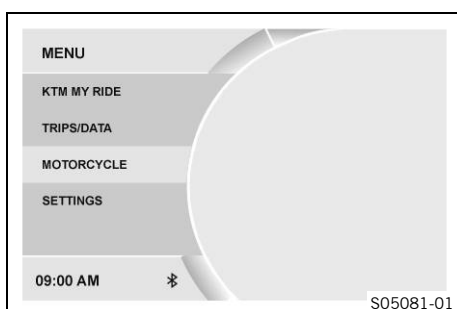 MENU
KTM MY RIDE
TRIPS/DATA
MOTORCYCLE
SETTINGS
09:00 AM
S05081-01